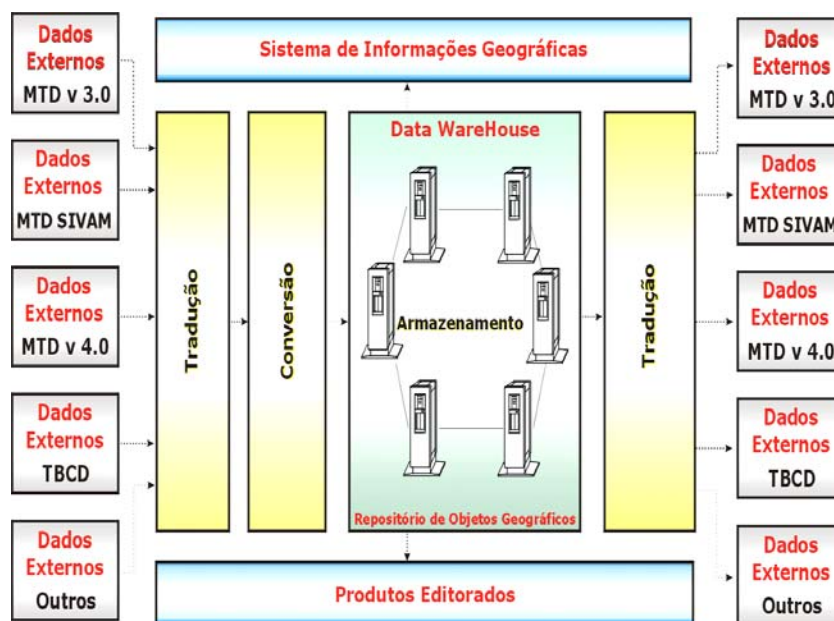 Dados
Externos
MTD v 3.0
Dados
Externos
MTD SIVAM
Dados
Externos
MTD v 4.0
Dados
Externos
TBCD
Dados
Externos
Outros
Sistema de Informações Geográficas
Tradução
Conversão
Data WareHouse
Armazenamento
Repositório de Objetos Geográficos
Tradução
Produtos Editorados
Dados
Externos
MTD v 3.0
Dados
Externos
MTD SIVAM
Dados
Externos
MTD v 4.0
Dados
Externos
TBCD
Dados
Externos
Outros